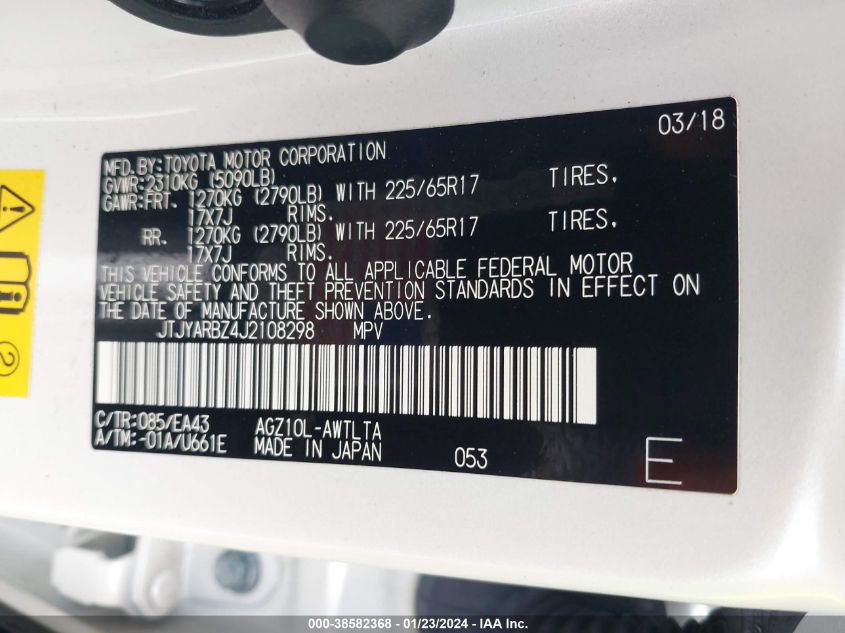 03/18
MFD.BY:TOYOTA MOTOR CORPORATION
GVWR:2310KG (5090LB)
GAWR:FRT. 1270KG (2790LB) WITH 225/65R17 TIRES,
17X7J RIMS.
RR. 1270KG (2790LB) WITH 225/65R17 TIRES,
17X7J RIMS.
THIS VEHICLE CONFORMS TO ALL APPLICABLE FEDERAL MOTOR
VEHICLE SAFETY AND THEFT PREVENTION STANDARDS IN EFFECT ON
THE DATE OF MANUFACTURE SHOWN ABOVE.
JTJYARBZ4J2108298 MPV
C/TR:085/EA43 AGZ10L-AWTLTA
A/TM:-01A/U661E MADE IN JAPAN
053
E
2
000-38582368 - 01/23/2024 - IAA Inc.